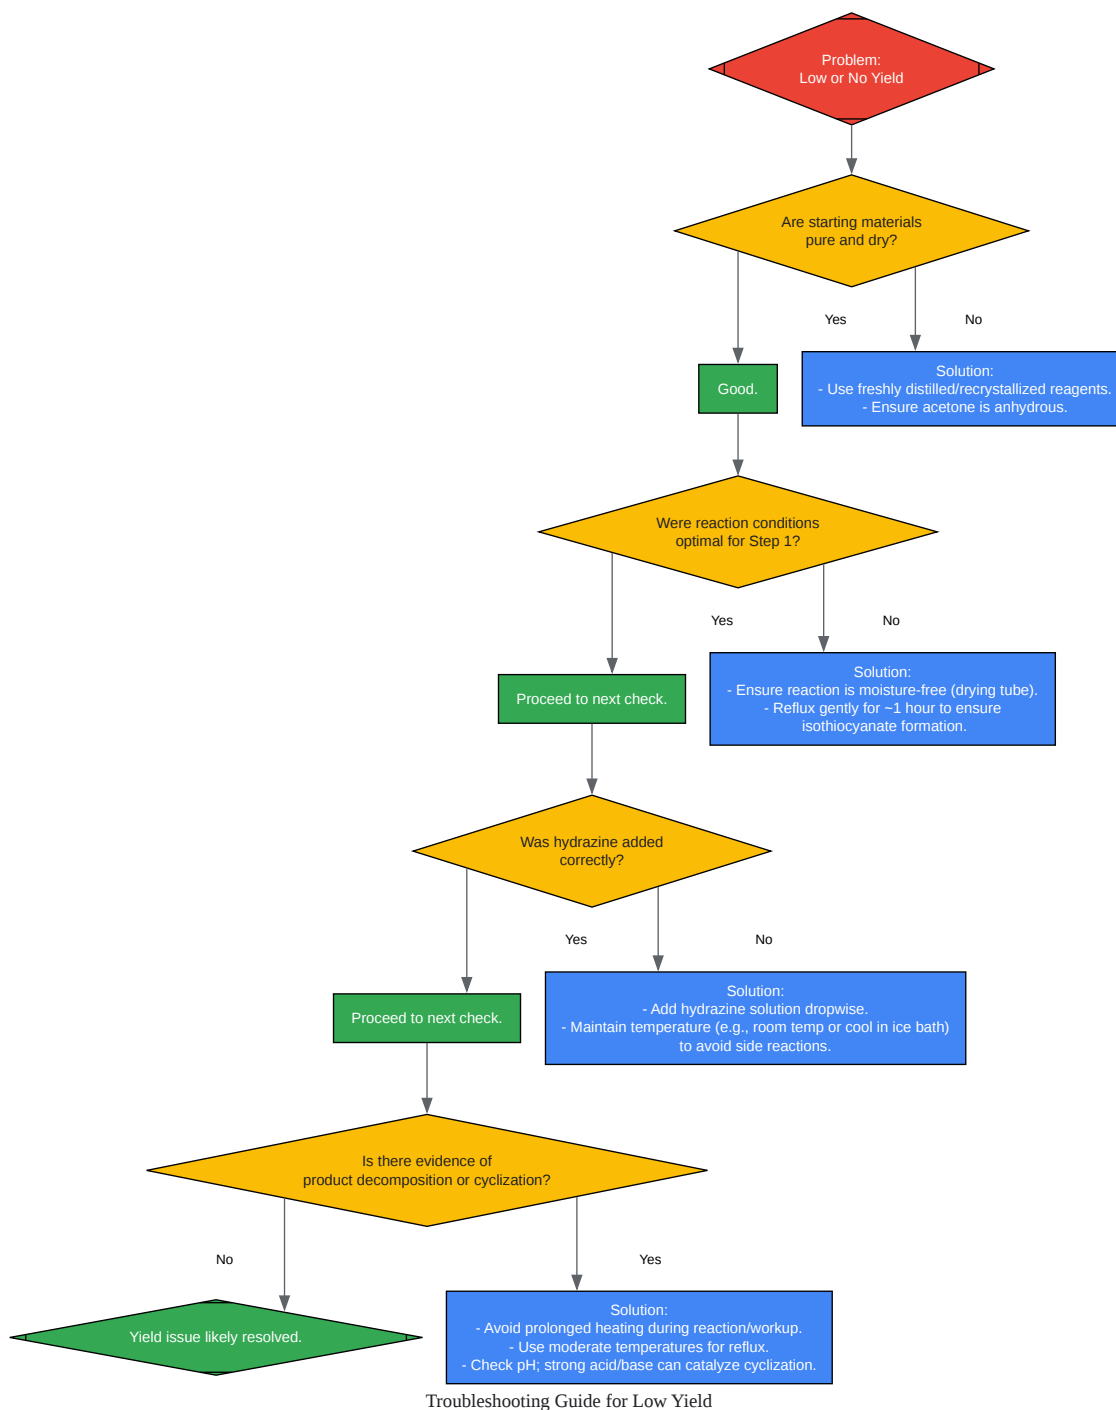 Problem:
Low or No Yield
Are starting materials
pure and dry?
Yes
No
Good.
Solution:
- Use freshly distilled/recrystallized reagents.
- Ensure acetone is anhydrous.
Were reaction conditions
optimal for Step 1?
Yes
No
Proceed to next check.
Solution:
- Ensure reaction is moisture-free (drying tube).
- Reflux gently for ~1 hour to ensure
isothiocyanate formation.
Was hydrazine added
correctly?
Yes
No
Proceed to next check.
Solution:
- Add hydrazine solution dropwise.
- Maintain temperature (e.g., room temp or cool in ice bath)
to avoid side reactions.
Is there evidence of
product decomposition or cyclization?
No
Yes
Yield issue likely resolved.
Solution:
- Avoid prolonged heating during reaction/workup.
- Use moderate temperatures for reflux.
- Check pH; strong acid/base can catalyze cyclization.
Troubleshooting Guide for Low Yield